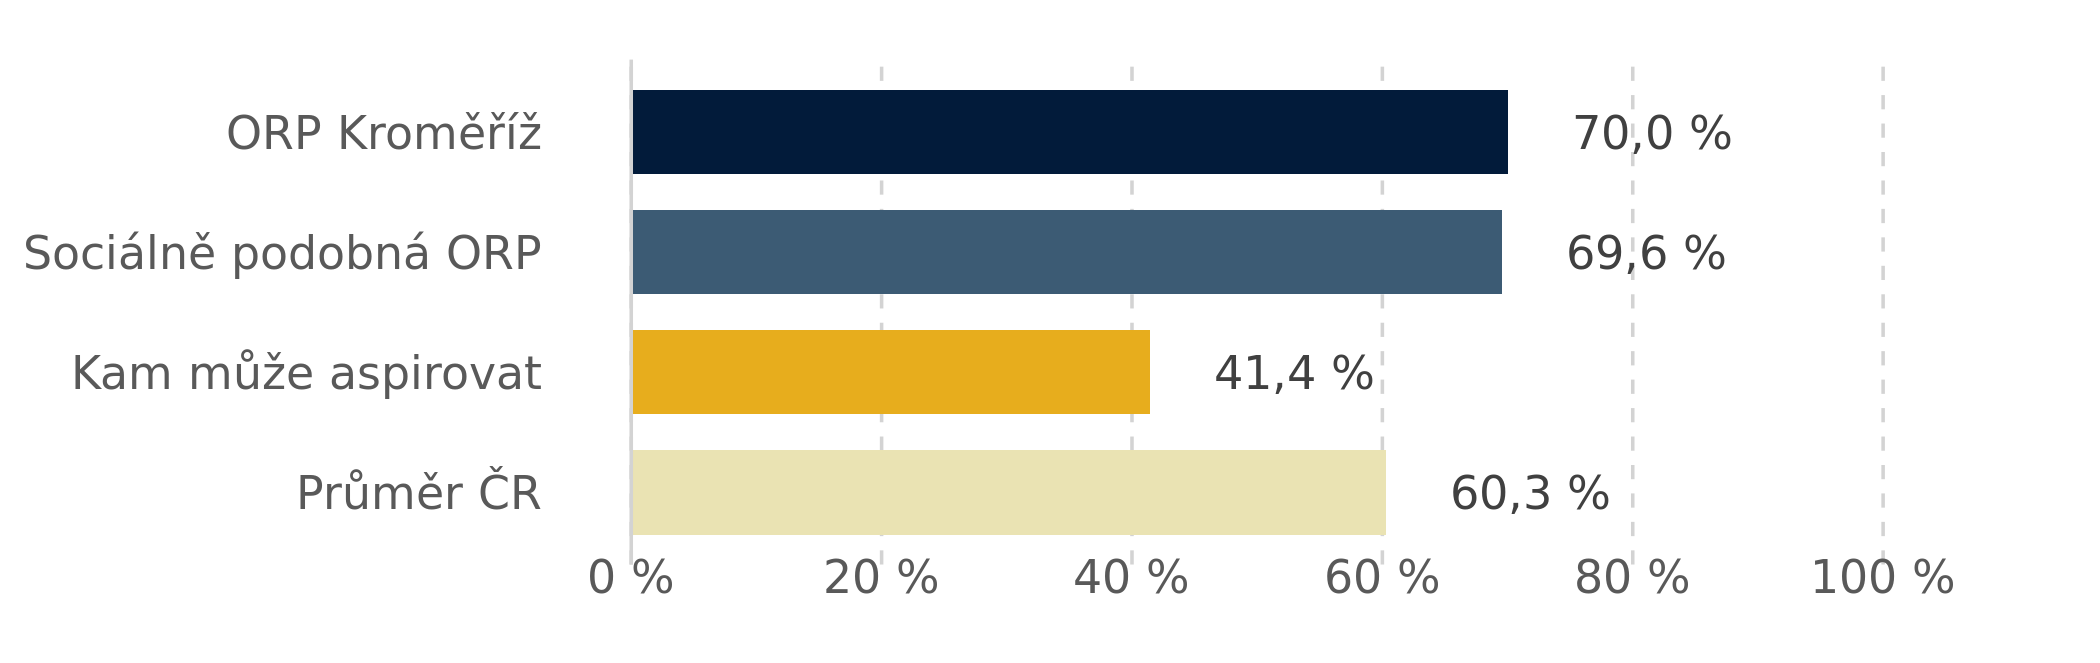 ORP Kroměříž
70,0 %
Sociálně podobná ORP
69,6 %
Kam může aspirovat
41,4 %
Průměr ČR
60,3 %
0 %
20 %
40 %
60 %
80 %
100 %